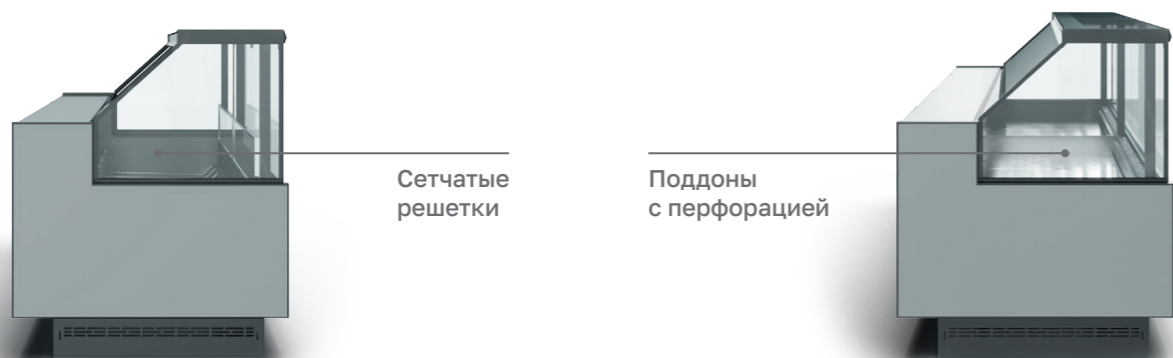 Сетчатые
решетки
Поддоны
с перфорацией